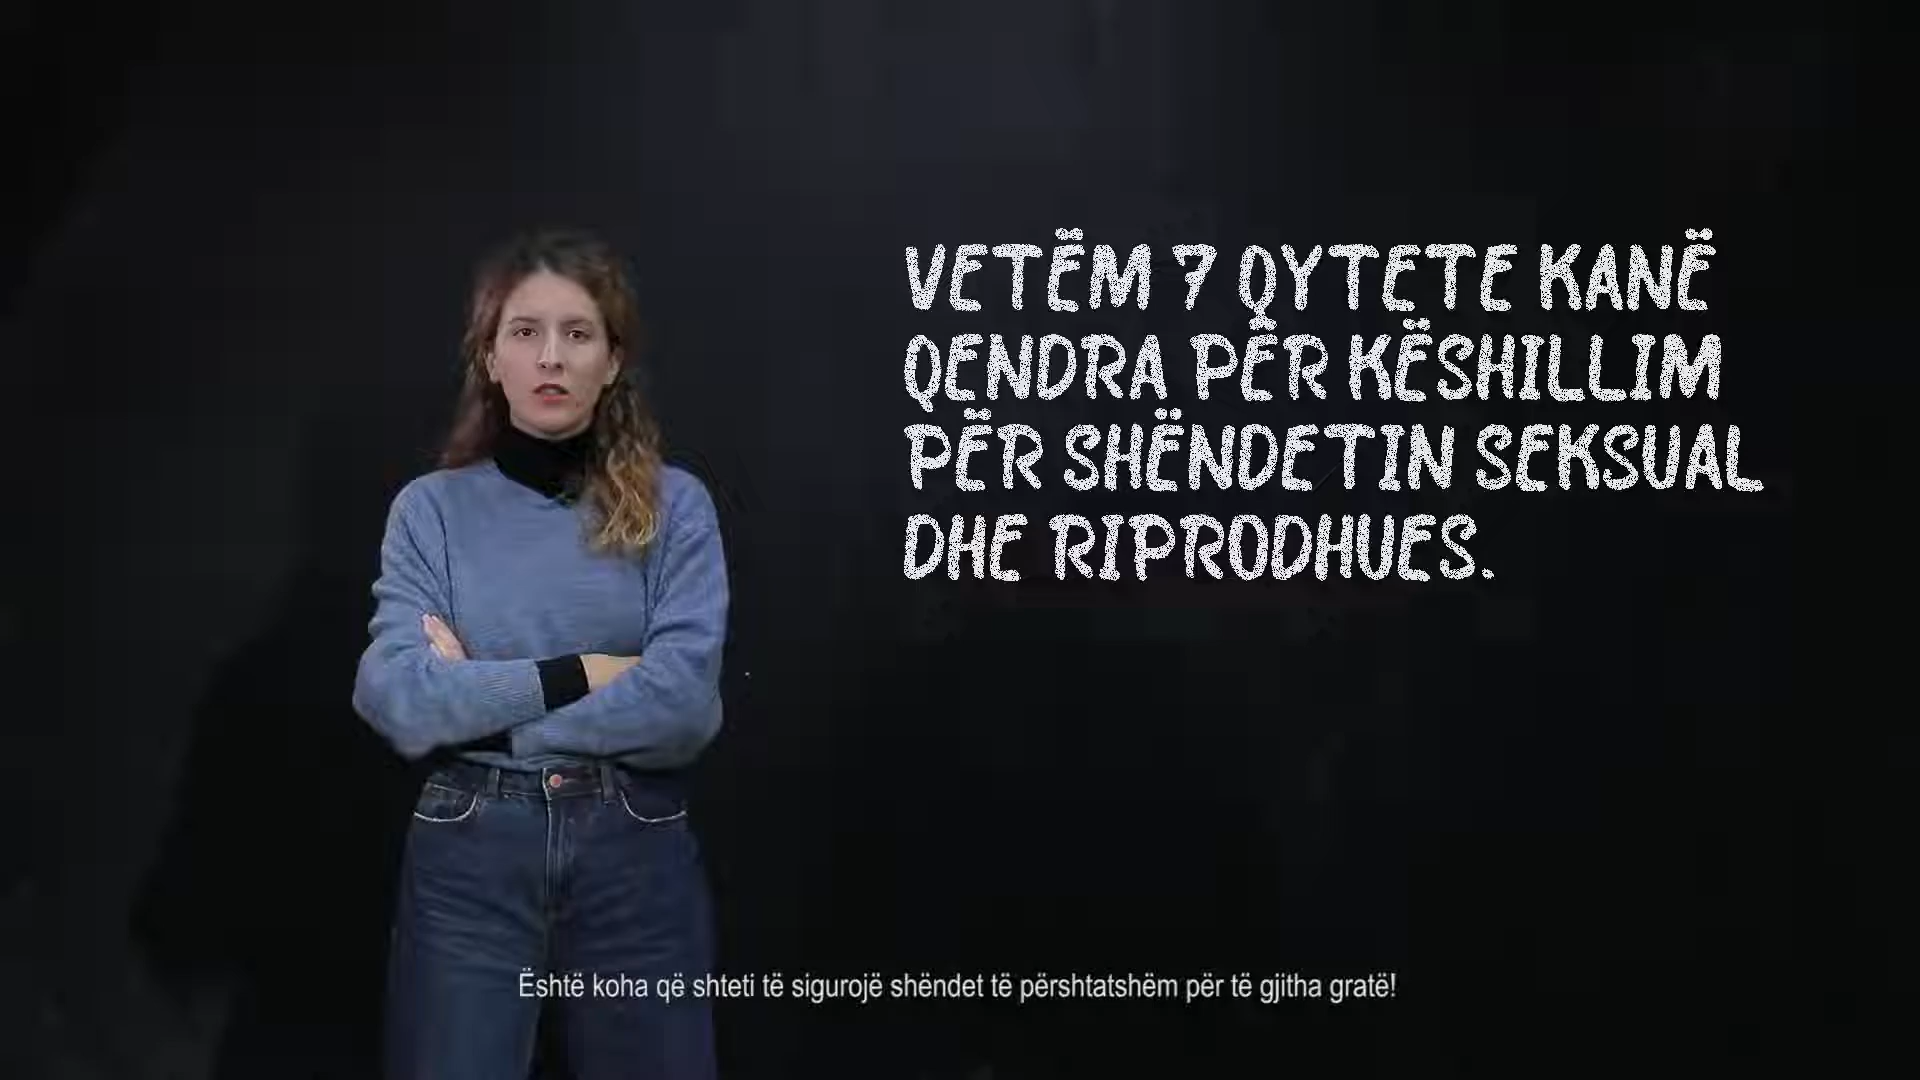 VETËM 7 QYTETE KANË
QENDRA PËR KËSHILLIM
PËR SHËNDETIN SEKSUAL
DHE RIPRODHUES.
Është koha që shteti të sigurojë shëndet të përshtatshëm për të gjitha gratë!